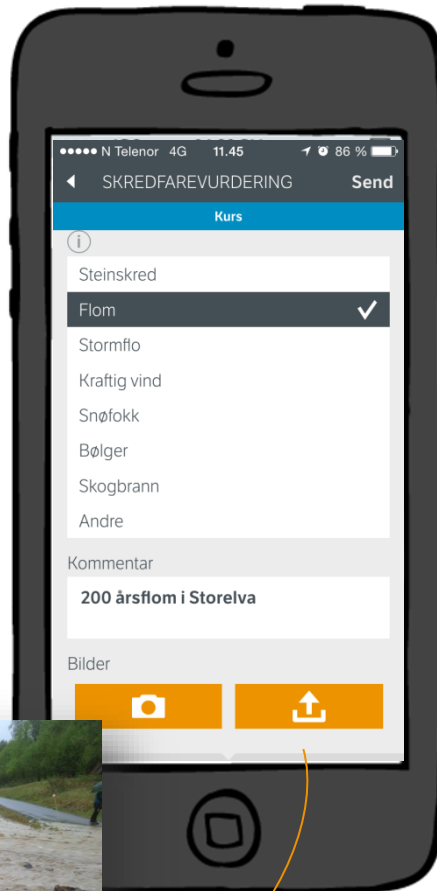 N Telenor 4G 11.45 86 %
SKREDFAREVURDERING Send
Kurs
i
Steinskred
Flom
Stormflo
Kraftig vind
Snøfokk
Bølger
Skogbrann
Andre
Kommentar
200 årsflom i Storelva
Bilder